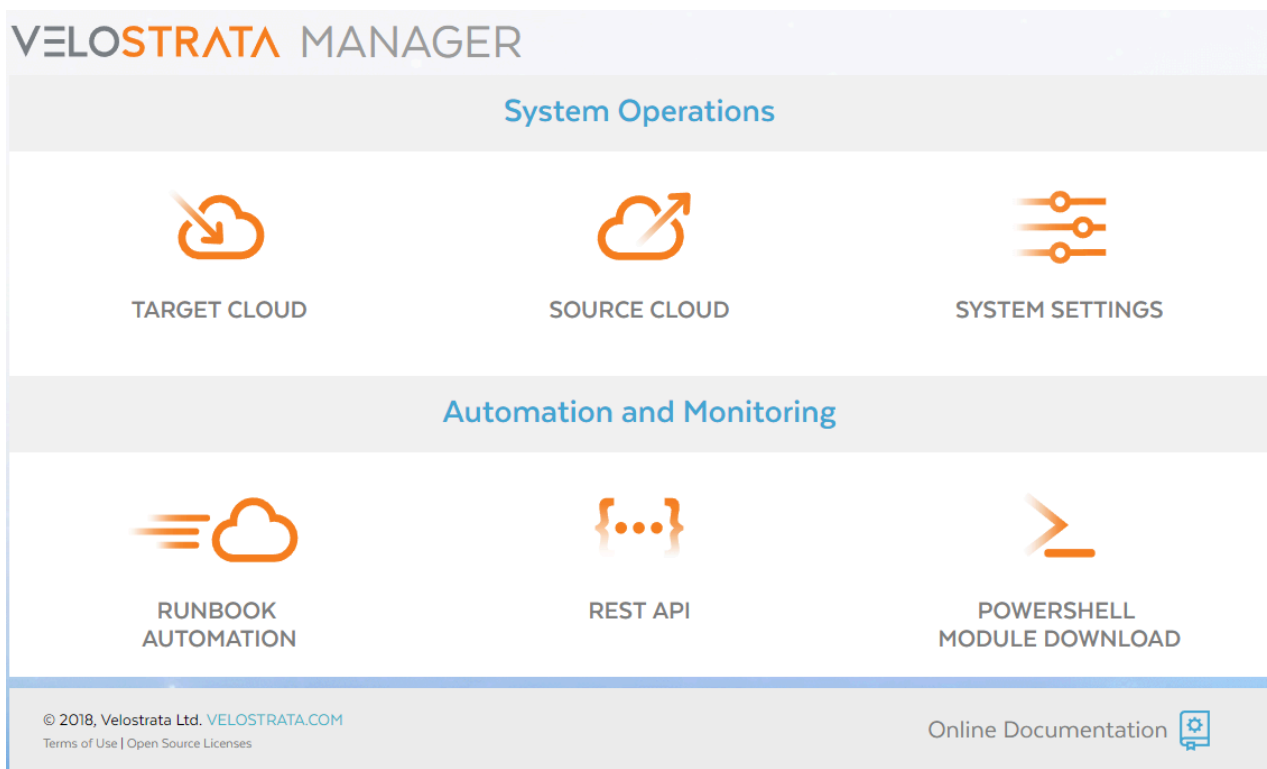 VELOSTRATA MANAGER
System Operations
TARGET CLOUD
SOURCE CLOUD
SYSTEM SETTINGS
Automation and Monitoring
RUNBOOK
AUTOMATION
REST API
POWERSHELL
MODULE DOWNLOAD
© 2018, Velostrata Ltd. VELOSTRATA.COM
Terms of Use | Open Source Licenses
Online Documentation